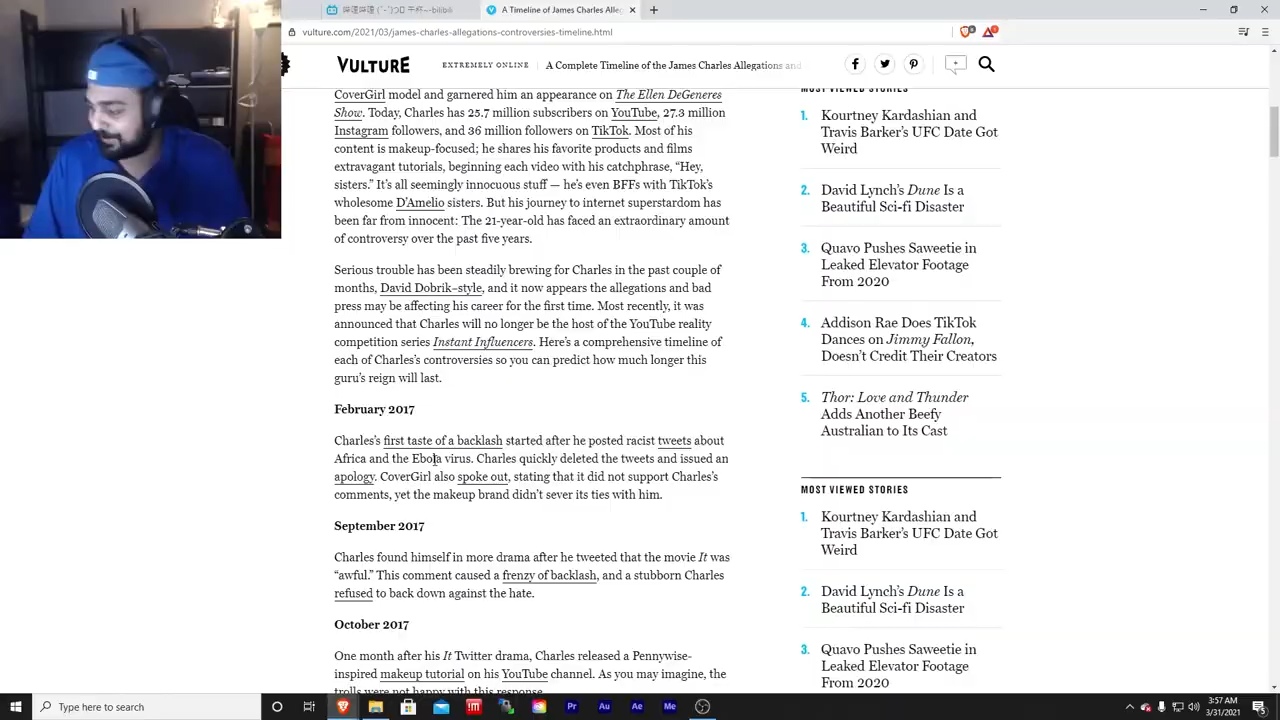 A Timeline of James Charles Alle
vulture.com/2021/03/james-charles-allegations-controversies-timeline.html
VULTURE
EXTREMELY ONLINE
A Complete Timeline of the James Charles Allegations and
CoverGirl model and garnered him an appearance on The Ellen DeGeneres
Show. Today, Charles has 25.7 million subscribers on YouTube, 27.3 million
Instagram followers, and 36 million followers on TikTok. Most of his
content is makeup-focused; he shares his favorite products and films
extravagant tutorials, beginning each video with his catchphrase, “Hey,
sisters.” It’s all seemingly innocuous stuff — he’s even BFFs with TikTok’s
wholesome D’Amelio sisters. But his journey to internet superstardom has
been far from innocent: The 21-year-old has faced an extraordinary amount
of controversy over the past five years.
Serious trouble has been steadily brewing for Charles in the past couple of
months, David Dobrik–style, and it now appears the allegations and bad
press may be affecting his career for the first time. Most recently, it was
announced that Charles will no longer be the host of the YouTube reality
competition series Instant Influencers. Here’s a comprehensive timeline of
each of Charles’s controversies so you can predict how much longer this
guru’s reign will last.
February 2017
Charles’s first taste of a backlash started after he posted racist tweets about
Africa and the Ebola virus. Charles quickly deleted the tweets and issued an
apology. CoverGirl also spoke out, stating that it did not support Charles’s
comments, yet the makeup brand didn’t sever its ties with him.
September 2017
Charles found himself in more drama after he tweeted that the movie It was
“awful.” This comment caused a frenzy of backlash, and a stubborn Charles
refused to back down against the hate.
October 2017
One month after his It Twitter drama, Charles released a Pennywise-
inspired makeup tutorial on his YouTube channel. As you may imagine, the
trolls were not happy with this response.
MOST VIEWED STORIES
1. Kourtney Kardashian and
Travis Barker’s UFC Date Got
Weird
2. David Lynch’s Dune Is a
Beautiful Sci-fi Disaster
3. Quavo Pushes Saweetie in
Leaked Elevator Footage
From 2020
4. Addison Rae Does TikTok
Dances on Jimmy Fallon,
Doesn’t Credit Their Creators
5. Thor: Love and Thunder
Adds Another Beefy
Australian to Its Cast
MOST VIEWED STORIES
1. Kourtney Kardashian and
Travis Barker’s UFC Date Got
Weird
2. David Lynch’s Dune Is a
Beautiful Sci-fi Disaster
3. Quavo Pushes Saweetie in
Leaked Elevator Footage
From 2020
Type here to search
3:57 AM
3/31/2021